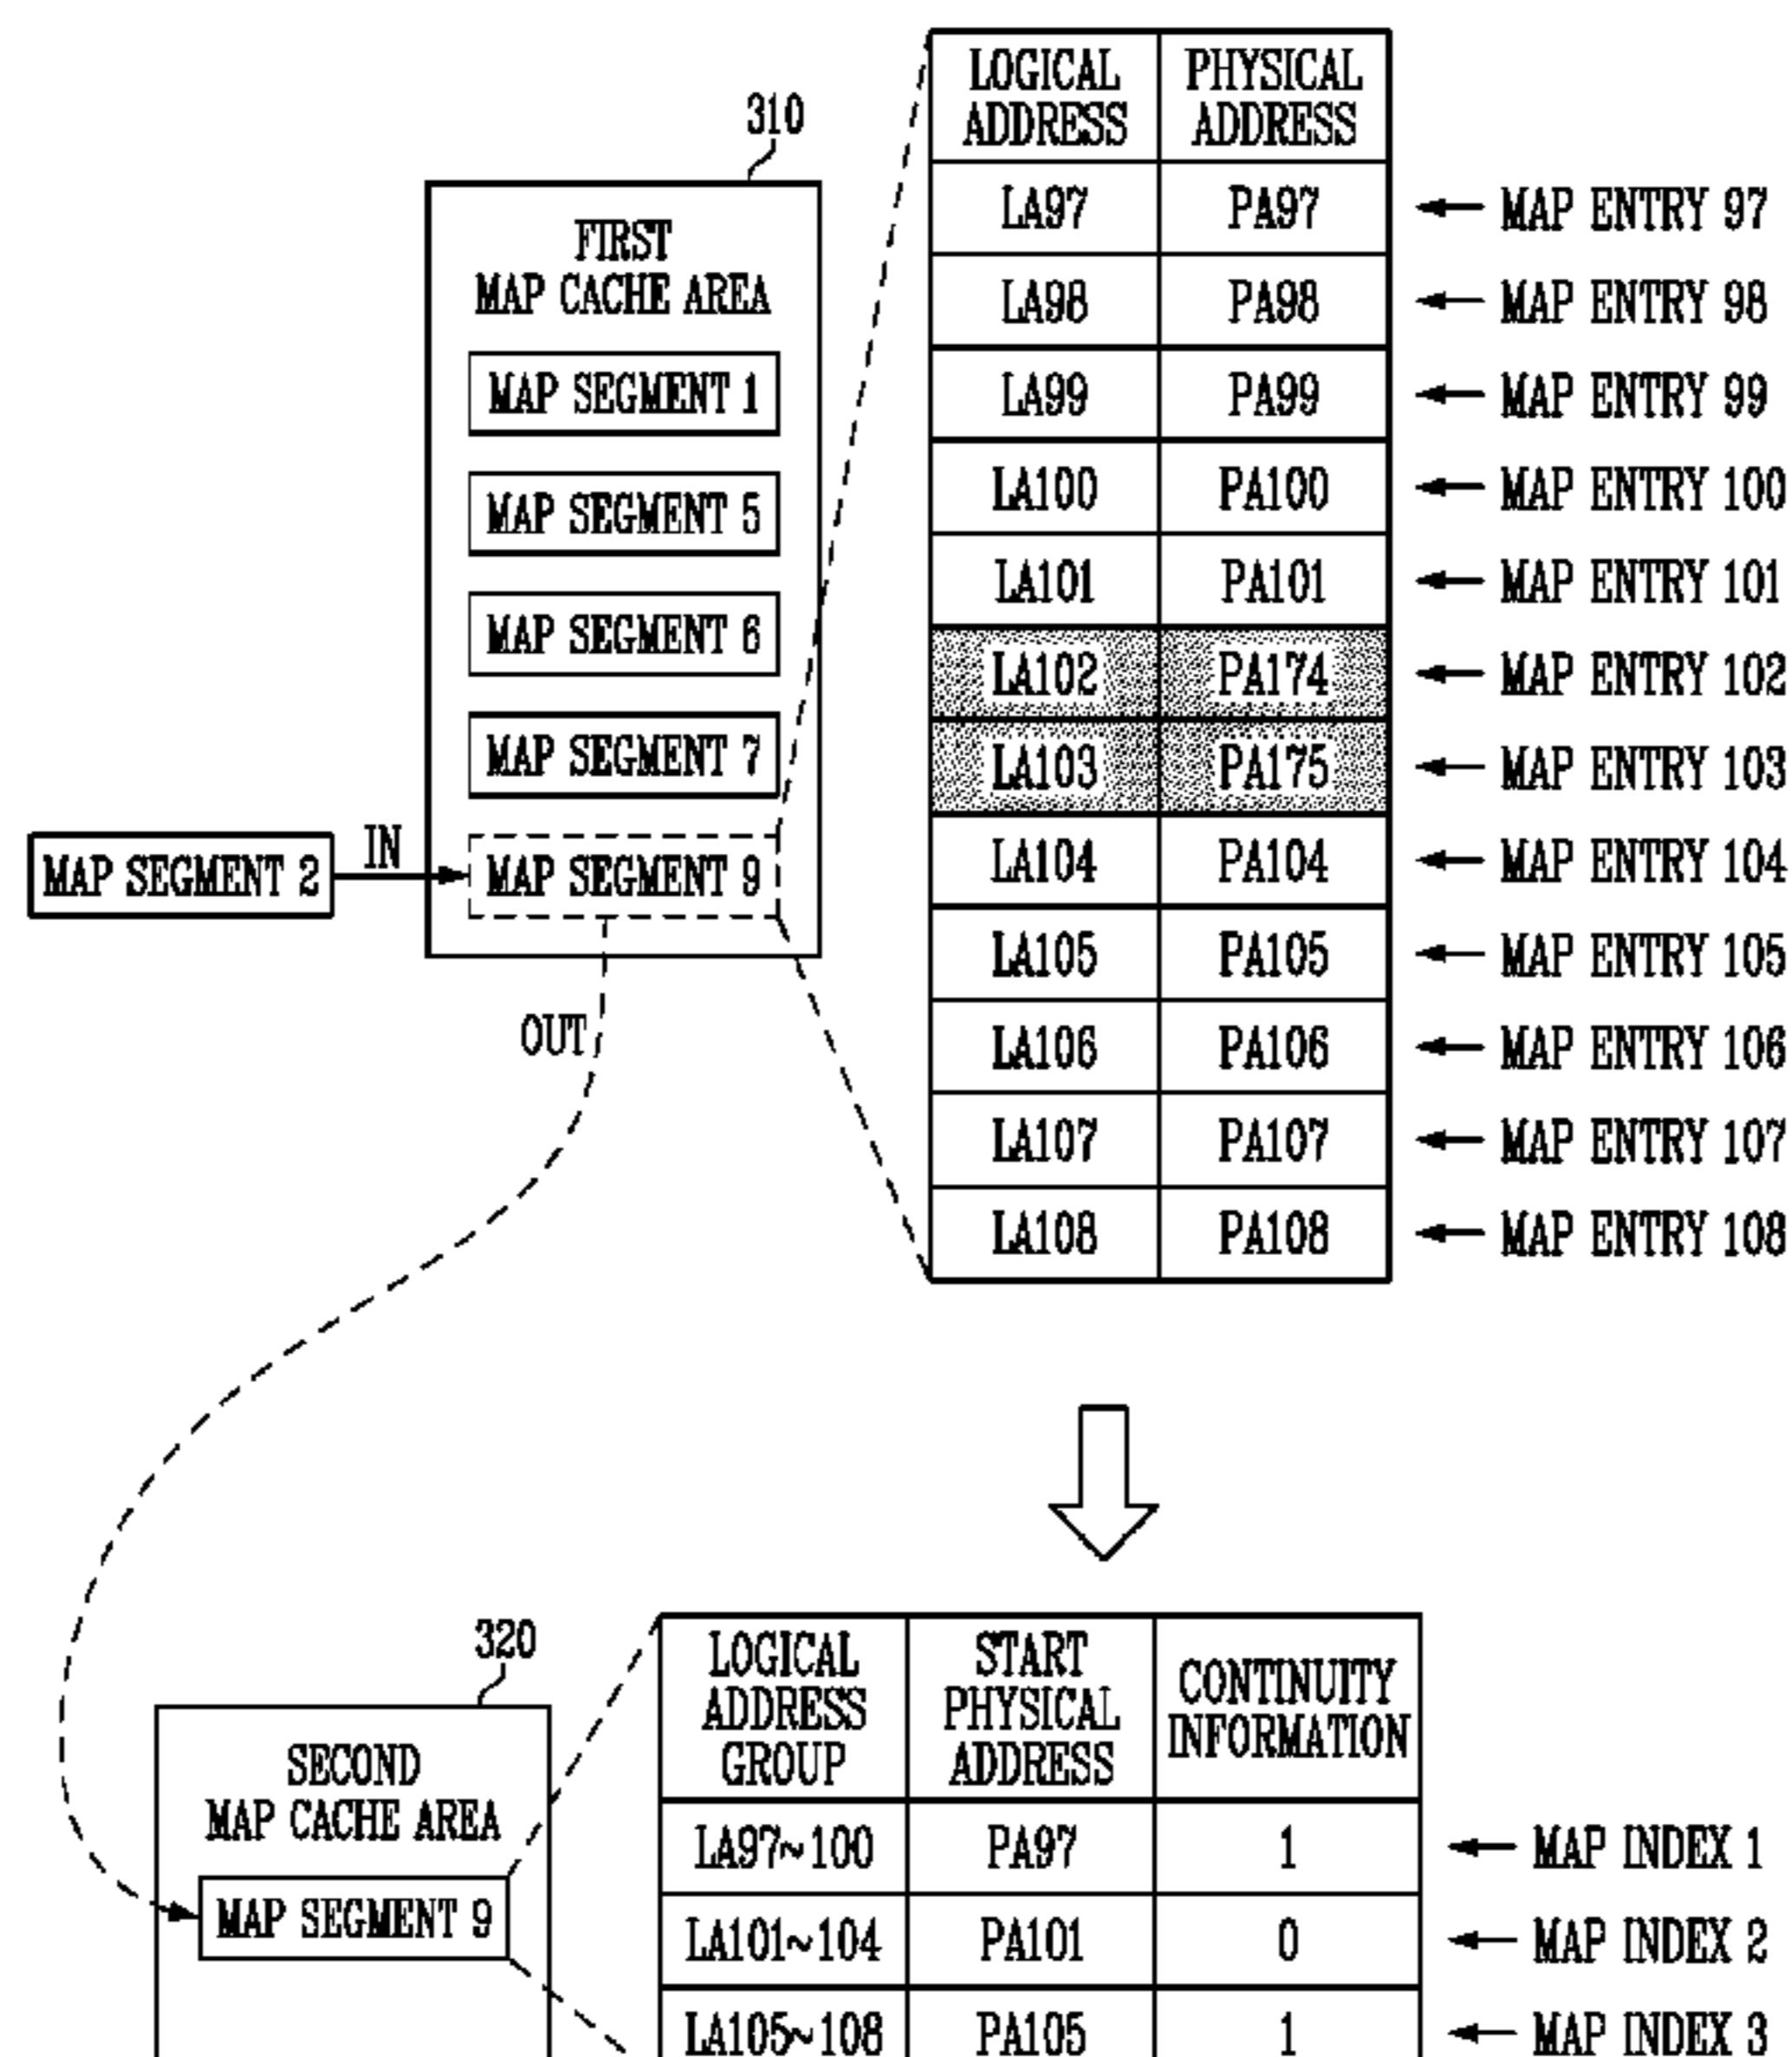 310
FIRST
MAP CACHE AREA
MAP SEGMENT 1
MAP SEGMENT 5
MAP SEGMENT 6
MAP SEGMENT 7
MAP SEGMENT 2
IN
MAP SEGMENT 9
OUT
LOGICAL ADDRESS PHYSICAL ADDRESS
LA97 PA97 MAP ENTRY 97
LA98 PA98 MAP ENTRY 98
LA99 PA99 MAP ENTRY 99
LA100 PA100 MAP ENTRY 100
LA101 PA101 MAP ENTRY 101
LA102 PA174 MAP ENTRY 102
LA103 PA175 MAP ENTRY 103
LA104 PA104 MAP ENTRY 104
LA105 PA105 MAP ENTRY 105
LA106 PA106 MAP ENTRY 106
LA107 PA107 MAP ENTRY 107
LA108 PA108 MAP ENTRY 108
320
SECOND
MAP CACHE AREA
MAP SEGMENT 9
LOGICAL ADDRESS GROUP START PHYSICAL ADDRESS CONTINUITY INFORMATION
LA97~100 PA97 1 MAP INDEX 1
LA101~104 PA101 0 MAP INDEX 2
LA105~108 PA105 1 MAP INDEX 3